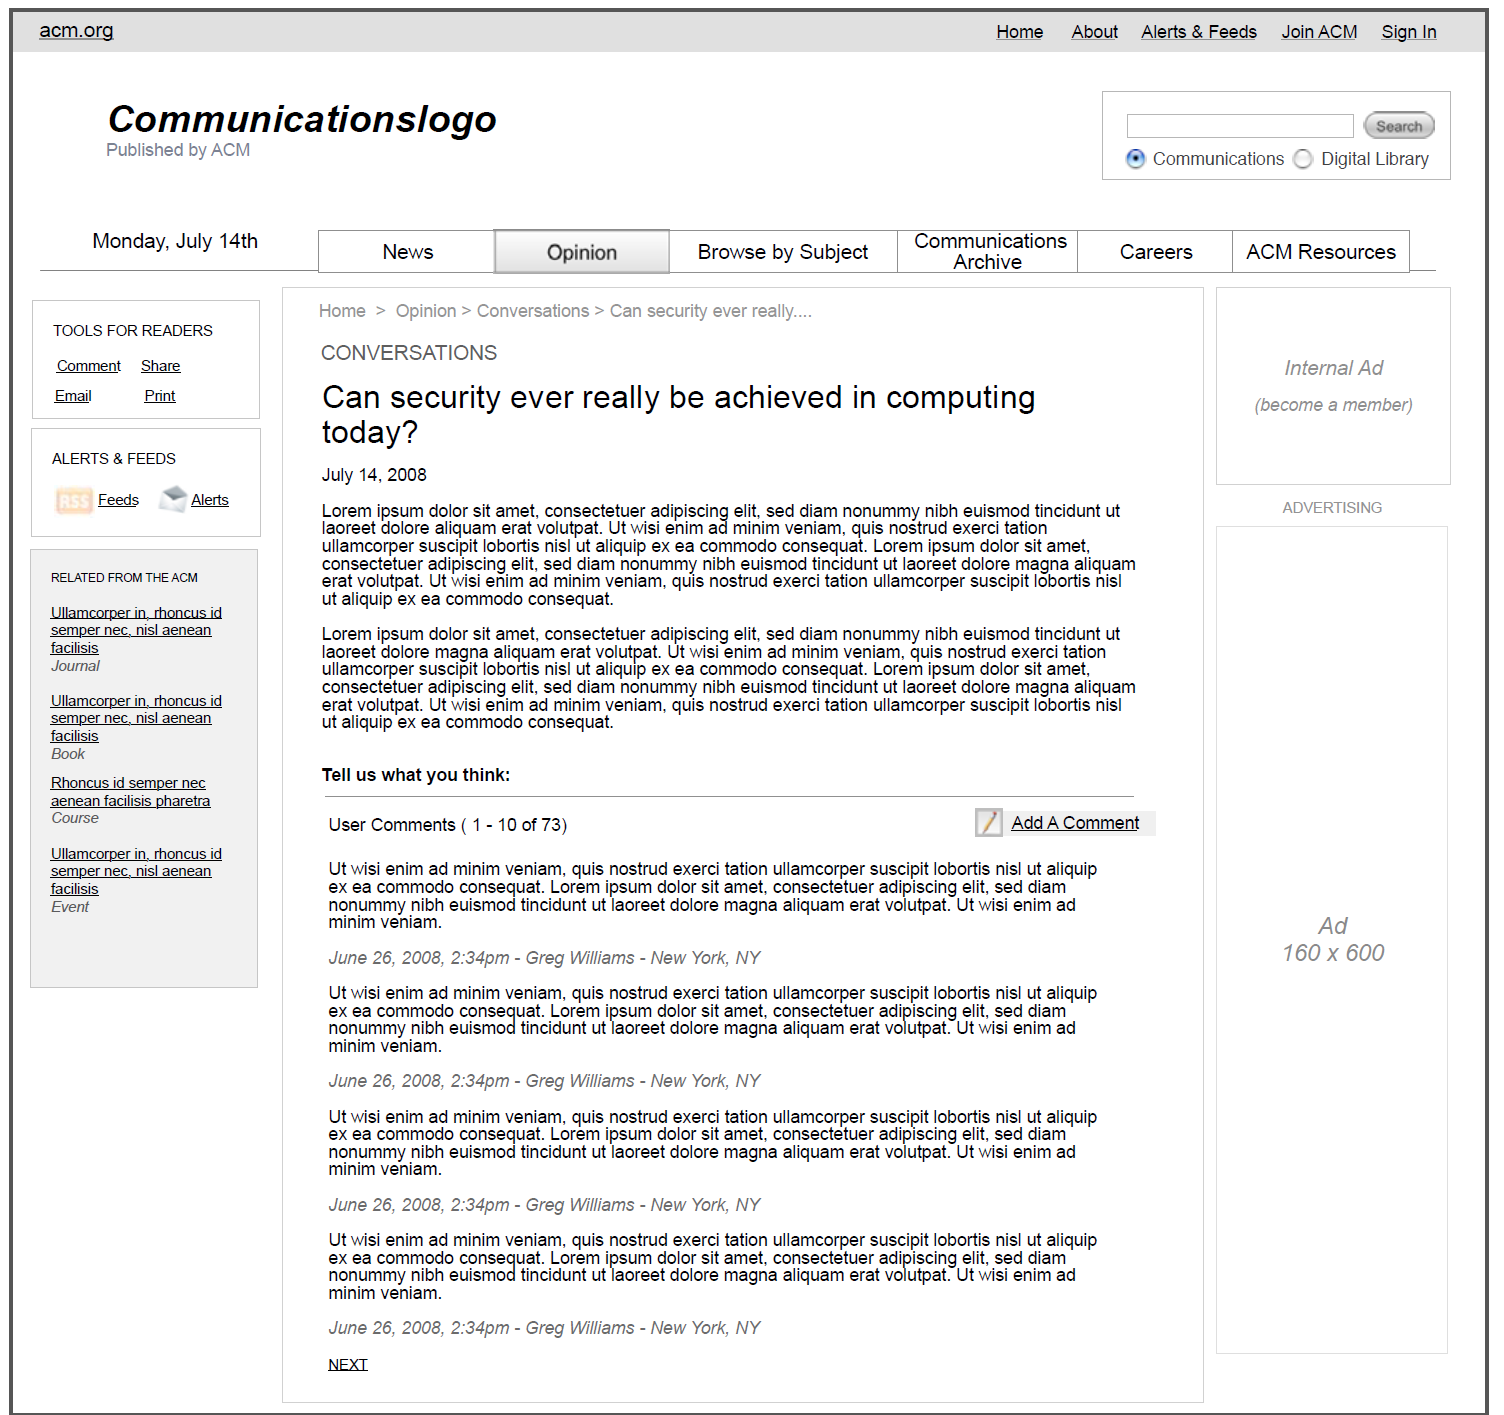 acm.org
Home About Alerts & Feeds Join ACM Sign In
Communicationslogo
Published by ACM
Search
Communications Digital Library
Monday, July 14th
News
Opinion
Browse by Subject
Communications
Archive
Careers
ACM Resources
TOOLS FOR READERS
Comment Share
Email Print
ALERTS & FEEDS
RSS Feeds Alerts
RELATED FROM THE ACM
Ullamcorper in, rhoncus id
semper nec, nisl aenean
facilisis
Journal
Ullamcorper in, rhoncus id
semper nec, nisl aenean
facilisis
Book
Rhoncus id semper nec
aenean facilisis pharetra
Course
Ullamcorper in, rhoncus id
semper nec, nisl aenean
facilisis
Event
Home > Opinion > Conversations > Can security ever really....
CONVERSATIONS
Can security ever really be achieved in computing
today?
July 14, 2008
Lorem ipsum dolor sit amet, consectetuer adipiscing elit, sed diam nonummy nibh euismod tincidunt ut
laoreet dolore aliquam erat volutpat. Ut wisi enim ad minim veniam, quis nostrud exerci tation
ullamcorper suscipit lobortis nisl ut aliquip ex ea commodo consequat. Lorem ipsum dolor sit amet,
consectetuer adipiscing elit, sed diam nonummy nibh euismod tincidunt ut laoreet dolore magna aliquam
erat volutpat. Ut wisi enim ad minim veniam, quis nostrud exerci tation ullamcorper suscipit lobortis nisl
ut aliquip ex ea commodo consequat.
Lorem ipsum dolor sit amet, consectetuer adipiscing elit, sed diam nonummy nibh euismod tincidunt ut
laoreet dolore magna aliquam erat volutpat. Ut wisi enim ad minim veniam, quis nostrud exerci tation
ullamcorper suscipit lobortis nisl ut aliquip ex ea commodo consequat. Lorem ipsum dolor sit amet,
consectetuer adipiscing elit, sed diam nonummy nibh euismod tincidunt ut laoreet dolore magna aliquam
erat volutpat. Ut wisi enim ad minim veniam, quis nostrud exerci tation ullamcorper suscipit lobortis nisl
ut aliquip ex ea commodo consequat.
Tell us what you think:
User Comments ( 1 - 10 of 73)
Add A Comment
Ut wisi enim ad minim veniam, quis nostrud exerci tation ullamcorper suscipit lobortis nisl ut aliquip
ex ea commodo consequat. Lorem ipsum dolor sit amet, consectetuer adipiscing elit, sed diam
nonummy nibh euismod tincidunt ut laoreet dolore magna aliquam erat volutpat. Ut wisi enim ad
minim veniam.
June 26, 2008, 2:34pm - Greg Williams - New York, NY
Ut wisi enim ad minim veniam, quis nostrud exerci tation ullamcorper suscipit lobortis nisl ut aliquip
ex ea commodo consequat. Lorem ipsum dolor sit amet, consectetuer adipiscing elit, sed diam
nonummy nibh euismod tincidunt ut laoreet dolore magna aliquam erat volutpat. Ut wisi enim ad
minim veniam.
June 26, 2008, 2:34pm - Greg Williams - New York, NY
Ut wisi enim ad minim veniam, quis nostrud exerci tation ullamcorper suscipit lobortis nisl ut aliquip
ex ea commodo consequat. Lorem ipsum dolor sit amet, consectetuer adipiscing elit, sed diam
nonummy nibh euismod tincidunt ut laoreet dolore magna aliquam erat volutpat. Ut wisi enim ad
minim veniam.
June 26, 2008, 2:34pm - Greg Williams - New York, NY
Ut wisi enim ad minim veniam, quis nostrud exerci tation ullamcorper suscipit lobortis nisl ut aliquip
ex ea commodo consequat. Lorem ipsum dolor sit amet, consectetuer adipiscing elit, sed diam
nonummy nibh euismod tincidunt ut laoreet dolore magna aliquam erat volutpat. Ut wisi enim ad
minim veniam.
June 26, 2008, 2:34pm - Greg Williams - New York, NY
NEXT
Internal Ad
(become a member)
ADVERTISING
Ad
160 x 600